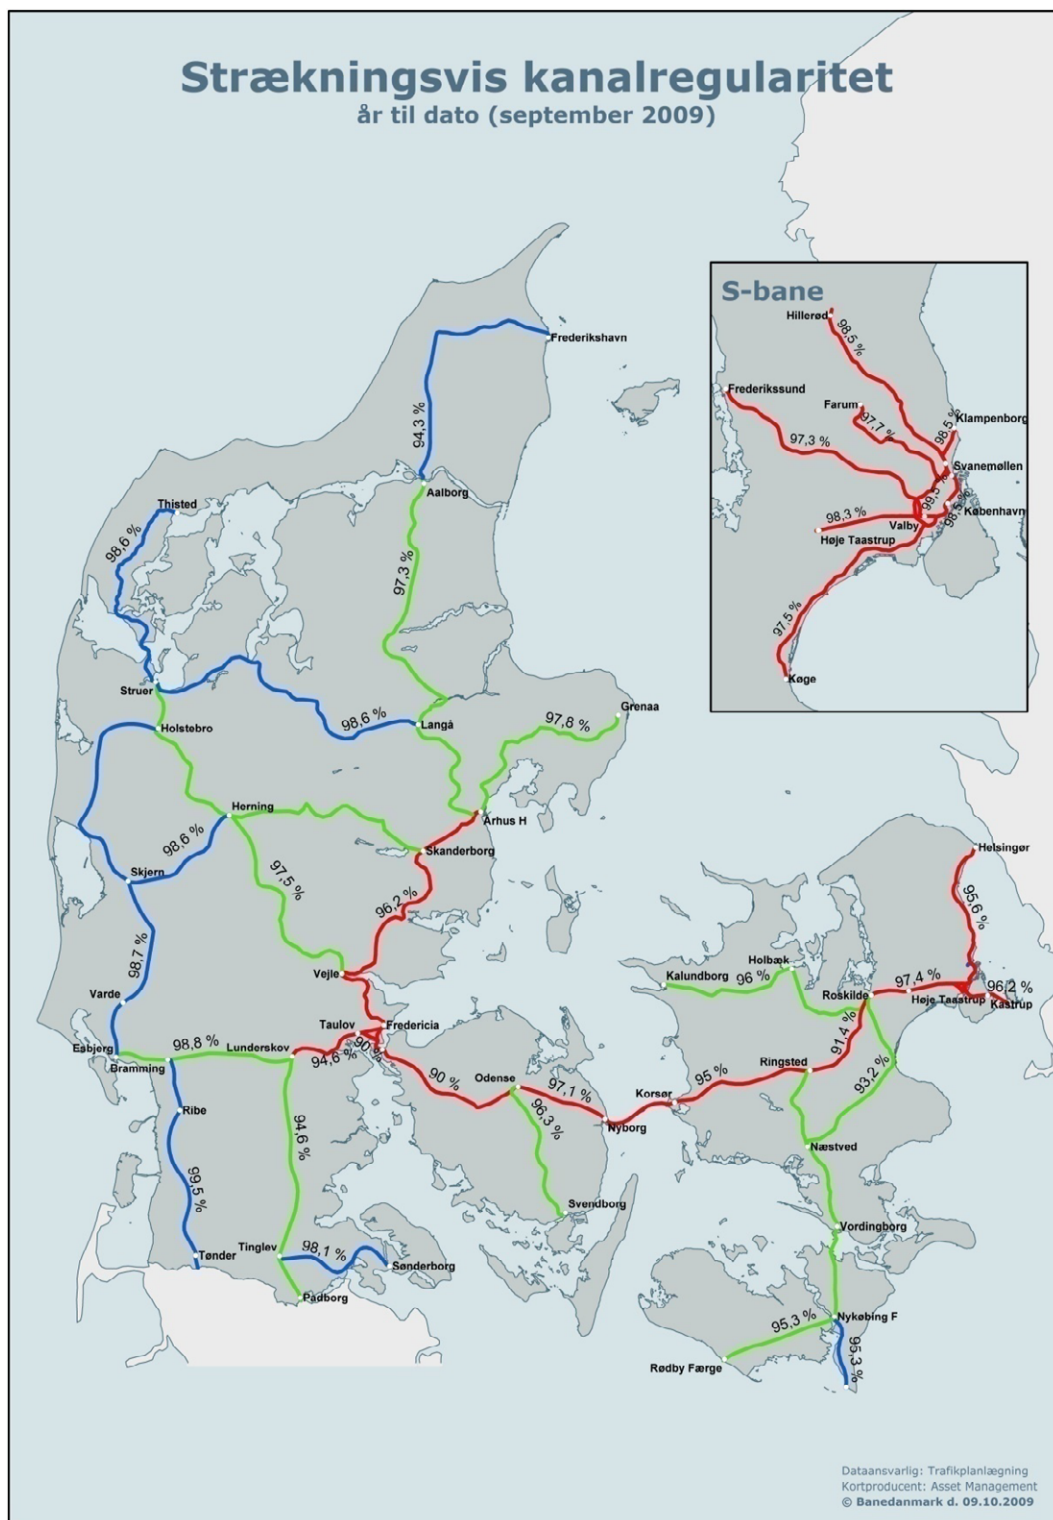 Strækningsvis kanalregularitet
år til dato (september 2009)
S-bane
Hillerød
98.5 %
Frederikssund
Farum
97.7 %
98.5 %
Klampenborg
97.3 %
Svanemøllen
99.5 %
98.5 %
København
98.3 %
Valby
Høje Taastrup
97.5 %
Køge
Frederikshavn
94,3 %
Aalborg
Thisted
98,6 %
97,3 %
Struer
Holstebro
98,6 %
Langå
97,8 %
Grenaa
Herning
Århus H
98,6 %
Skanderborg
Skjern
97,5 %
96,2 %
Helsingør
95,6 %
98,7 %
Vejle
Varde
Holbæk
Kalundborg
96 %
97,4 %
Roskilde
Høje Taastrup
96,2 %
Kastrup
Taulov
Fredericia
Esbjerg
98,8 %
Lunderskov
94,6 %
90 %
Bramming
91,4 %
Ringsted
93,2 %
90 %
Odense
97,1 %
Korsør
95 %
Ribe
96,3 %
Nyborg
94,6 %
Næstved
99,5 %
Svendborg
Vordingborg
Tønder
Tinglev
98,1 %
Sønderborg
Padborg
95,3 %
Nykøbing F
Rødby Færge
95,3 %
Dataansvarlig: Trafikplanlægning
Kortproducent: Asset Management
© Banedanmark d. 09.10.2009